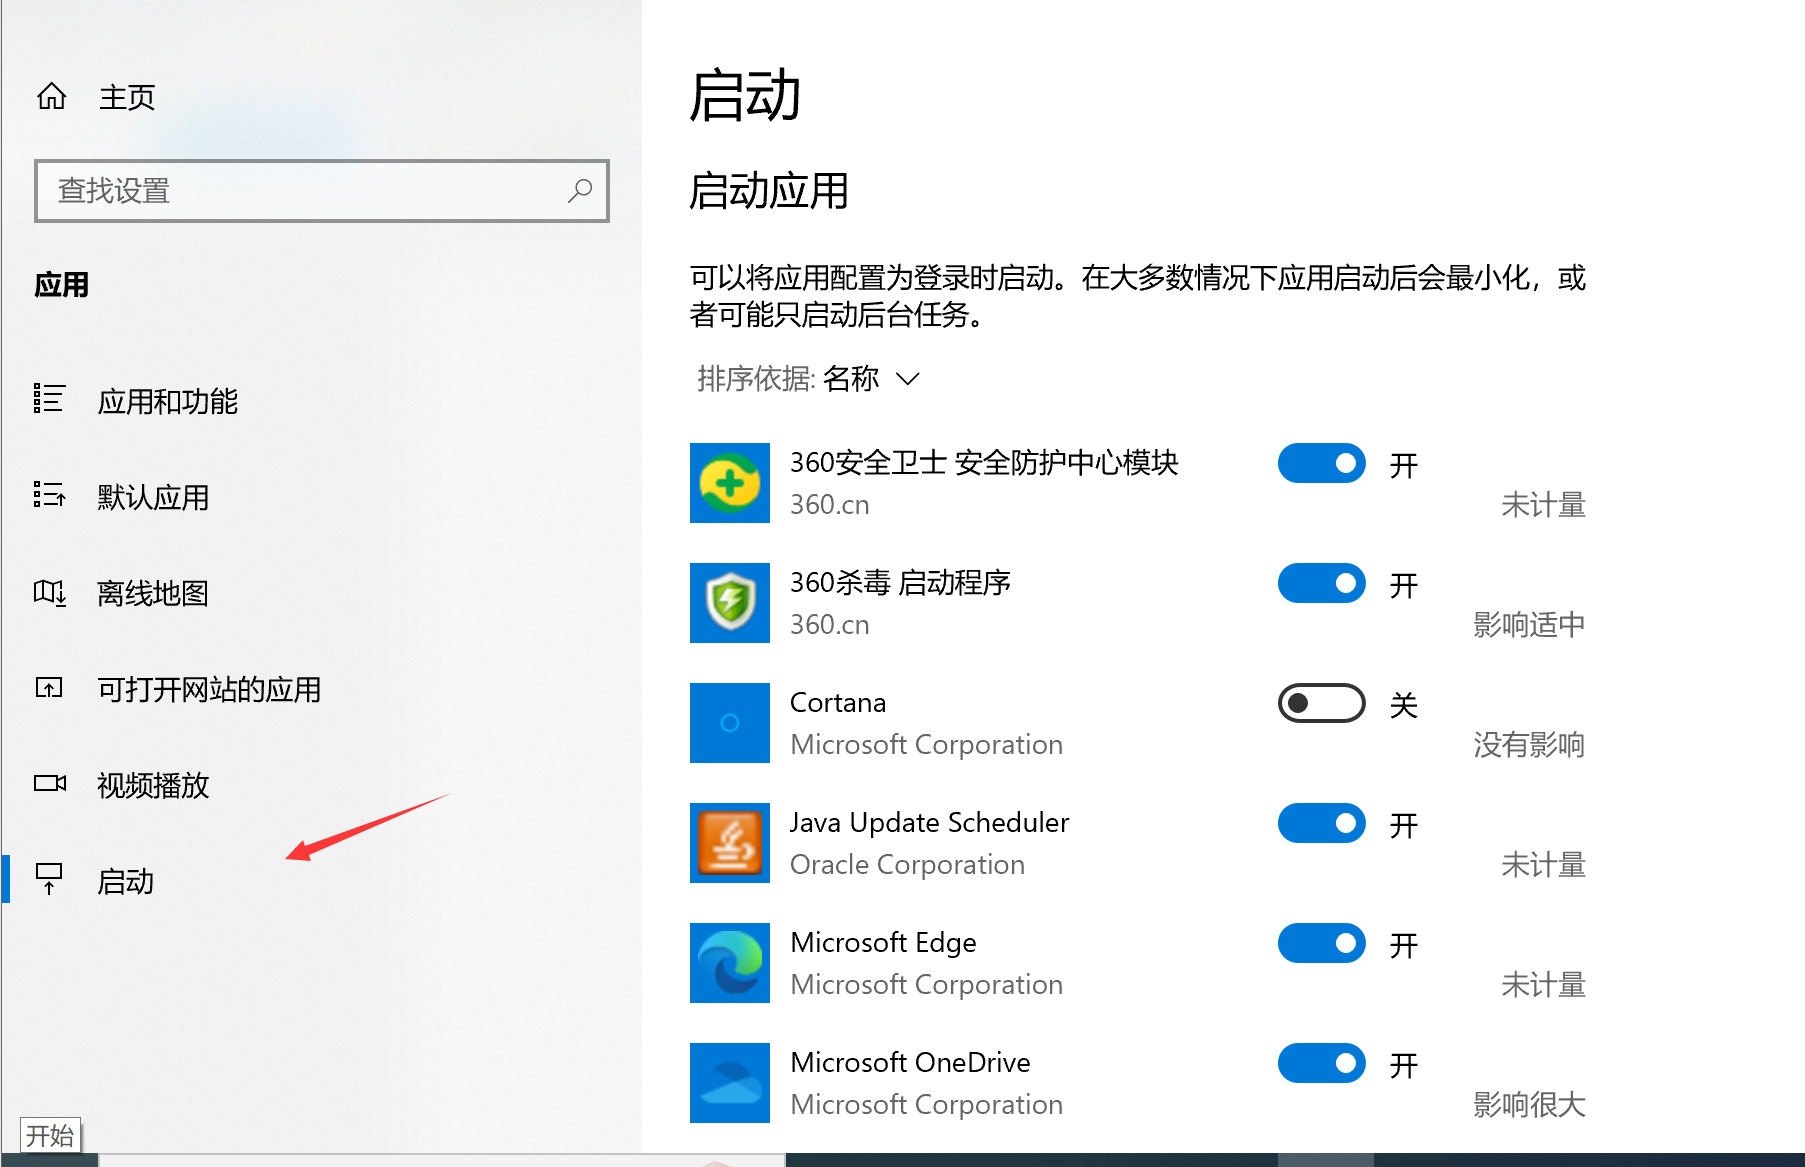 主页
查找设置
应用
应用和功能
默认应用
离线地图
可打开网站的应用
视频播放
启动
开始
启动
启动应用
可以将应用配置为登录时启动。在大多数情况下应用启动后会最小化，或
者可能只启动后台任务。
排序依据: 名称
360安全卫士 安全防护中心模块
开
360.cn
未计量
360杀毒 启动程序
开
360.cn
影响适中
Cortana
关
Microsoft Corporation
没有影响
Java Update Scheduler
开
Oracle Corporation
未计量
Microsoft Edge
开
Microsoft Corporation
未计量
Microsoft OneDrive
开
Microsoft Corporation
影响很大